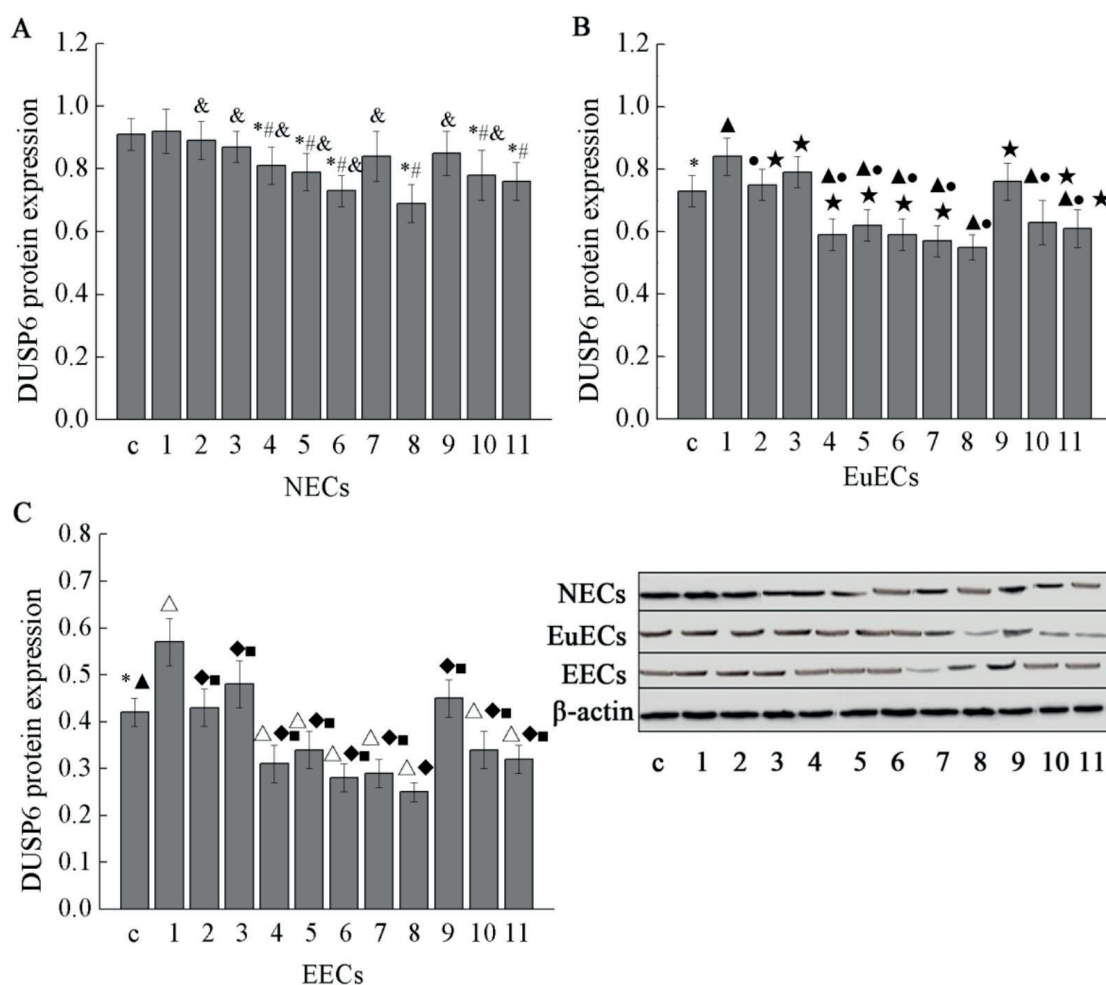 A
DUSP6 protein expression
1.2
1.0
0.8
0.6
0.4
0.2
0.0
& & *#& *#& *#& & *# & *#& *#
c 1 2 3 4 5 6 7 8 9 10 11
NECs
B
DUSP6 protein expression
1.2
1.0
0.8
0.6
0.4
0.2
0.0
* ▲ ●★ ★ ▲●★ ▲●★ ▲●★ ▲●★ ▲● ★ ▲●★ ▲●★
c 1 2 3 4 5 6 7 8 9 10 11
EuECs
C
DUSP6 protein expression
0.8
0.7
0.6
0.5
0.4
0.3
0.2
0.1
0.0
*▲ △ ◆■ ◆■ △◆■ △◆■ △◆■ △◆■ △◆ ◆■ △◆■ △◆■
c 1 2 3 4 5 6 7 8 9 10 11
EECs
NECs
EuECs
EECs
β-actin
c 1 2 3 4 5 6 7 8 9 10 11